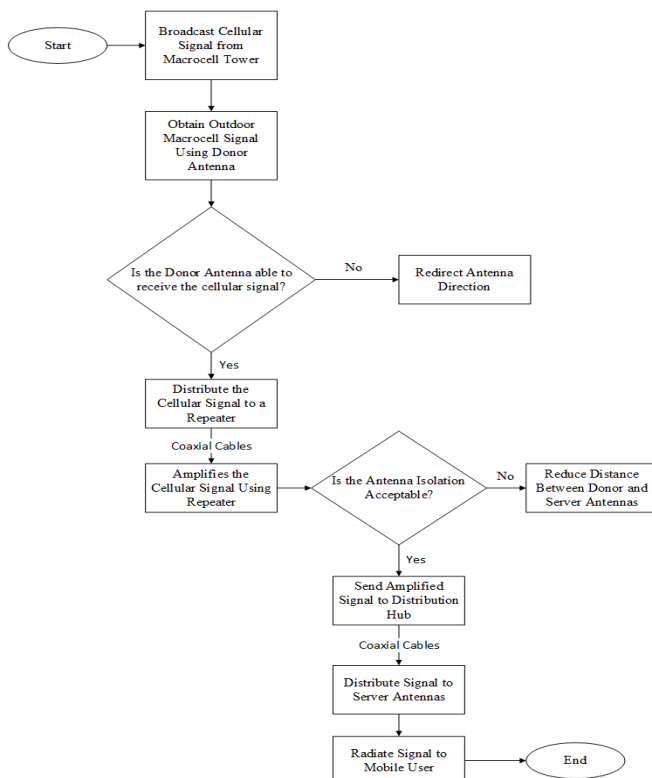 Start
Broadcast Cellular
Signal from
Macrocell Tower
Obtain Outdoor
Macrocell Signal
Using Donor
Antenna
Is the Donor Antenna able to
receive the cellular signal?
No
Redirect Antenna
Direction
Yes
Distribute the
Cellular Signal to a
Repeater
Coaxial Cables
Amplifies the
Cellular Signal Using
Repeater
Is the Antenna Isolation
Acceptable?
No
Reduce Distance
Between Donor and
Server Antennas
Yes
Send Amplified
Signal to Distribution
Hub
Coaxial Cables
Distribute Signal to
Server Antennas
Radiate Signal to
Mobile User
End